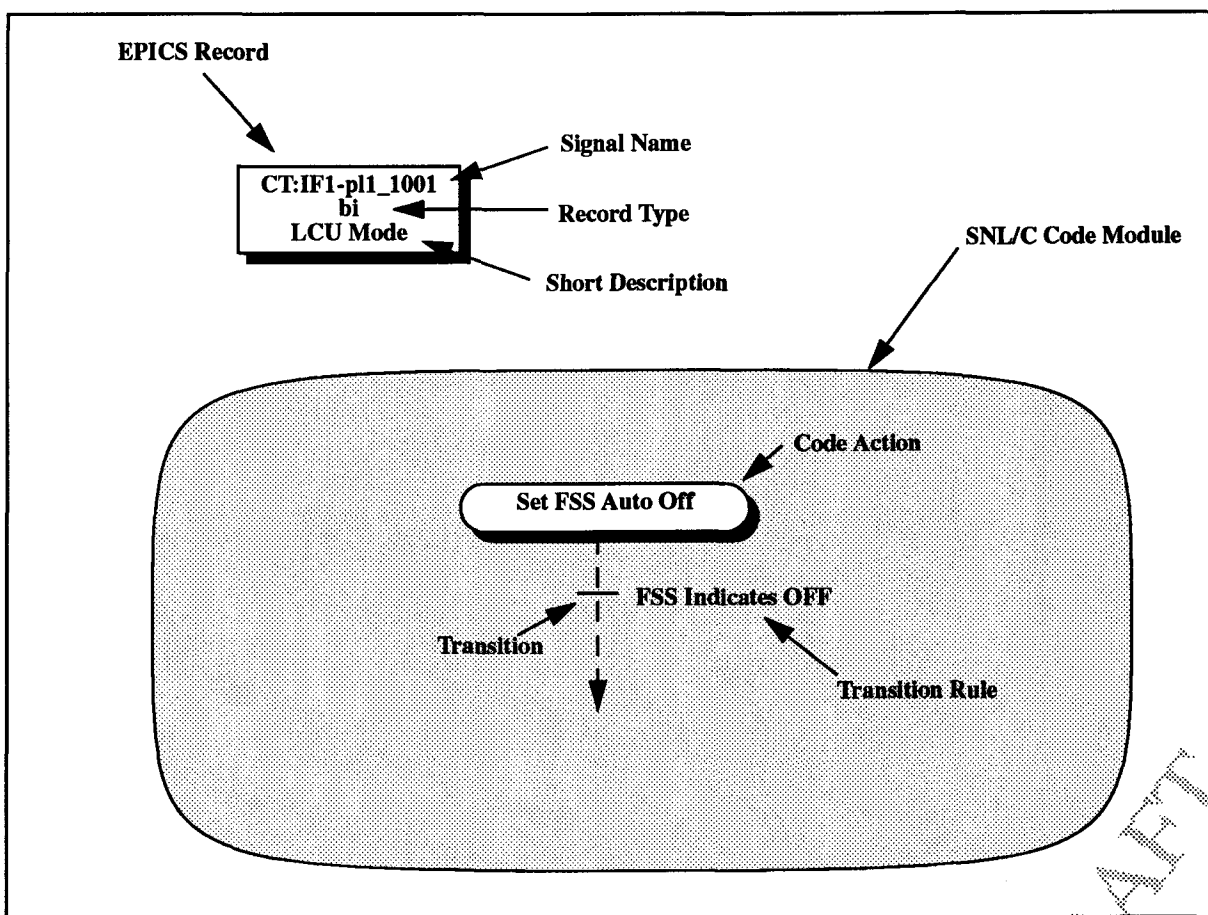 EPICS Record
Signal Name
CT:IF1-pl1_1001
bi
LCU Mode
Record Type
Short Description
SNL/C Code Module
Code Action
Set FSS Auto Off
FSS Indicates OFF
Transition
Transition Rule
AFT